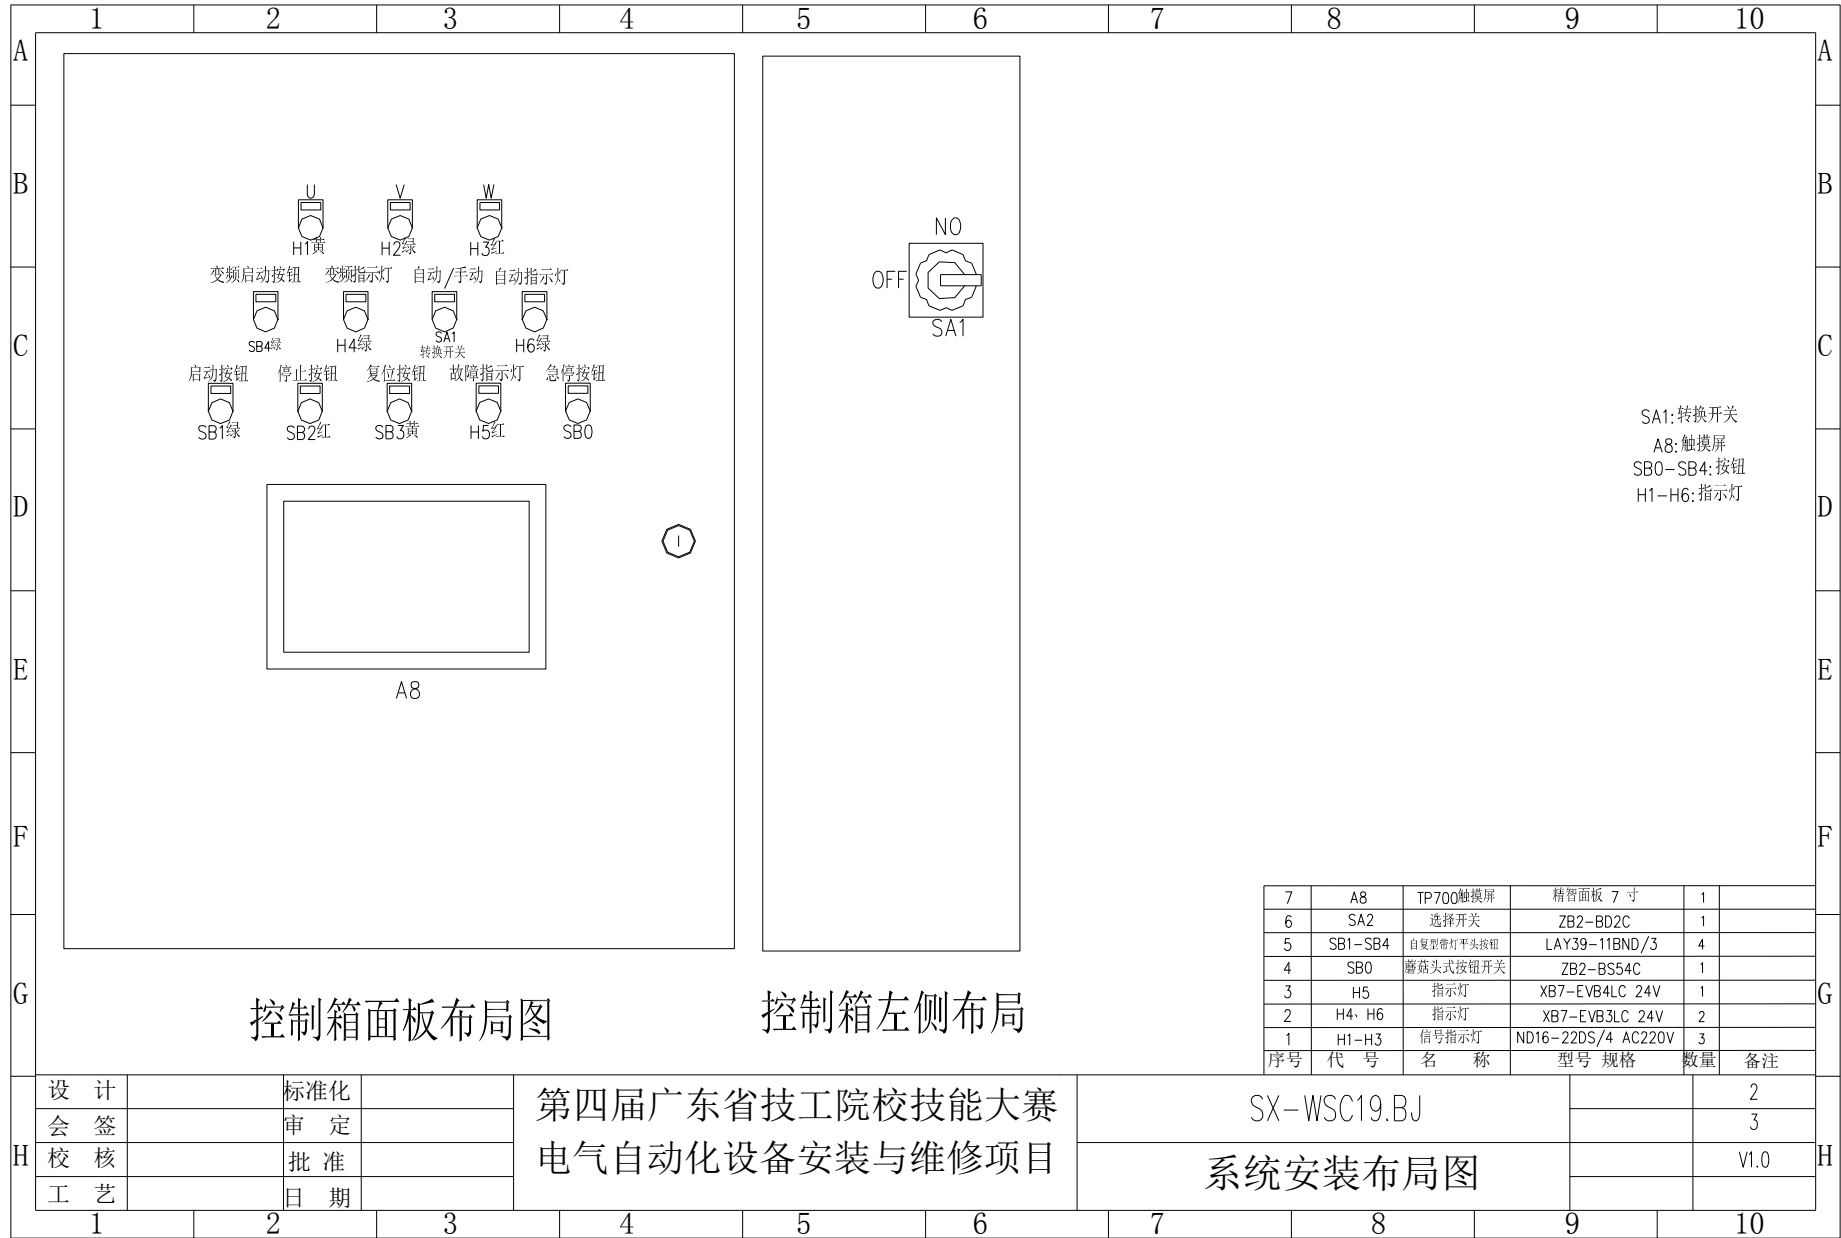 1 2 3 4 5 6 7 8 9 10
A A
B B
C C
D D
E E
F F
G G
H H
U V W
H1黄 H2绿 H3红
变频启动按钮 变频指示灯 自动/手动 自动指示灯
SB4绿 H4绿 SA1 H6绿
转换开关
启动按钮 停止按钮 复位按钮 故障指示灯 急停按钮
SB1绿 SB2红 SB3黄 H5红 SB0
A8
控制箱面板布局图
NO
OFF
SA1
控制箱左侧布局
SA1:转换开关
A8:触摸屏
SB0-SB4:按钮
H1-H6:指示灯
7 A8 TP700触摸屏 精智面板 7 寸 1
6 SA2 选择开关 ZB2-BD2C 1
5 SB1-SB4 自复型带灯平头按钮 LAY39-11BND/3 4
4 SB0 蘑菇头式按钮开关 ZB2-BS54C 1
3 H5 指示灯 XB7-EVB4LC 24V 1
2 H4、H6 指示灯 XB7-EVB3LC 24V 2
1 H1-H3 信号指示灯 ND16-22DS/4 AC220V 3
序号 代 号 名 称 型号 规格 数量 备注
设 计 标准化
会 签 审 定
校 核 批 准
工 艺 日 期
第四届广东省技工院校技能大赛
电气自动化设备安装与维修项目
SX-WSC19.BJ
系统安装布局图
2
3
V1.0
1 2 3 4 5 6 7 8 9 10